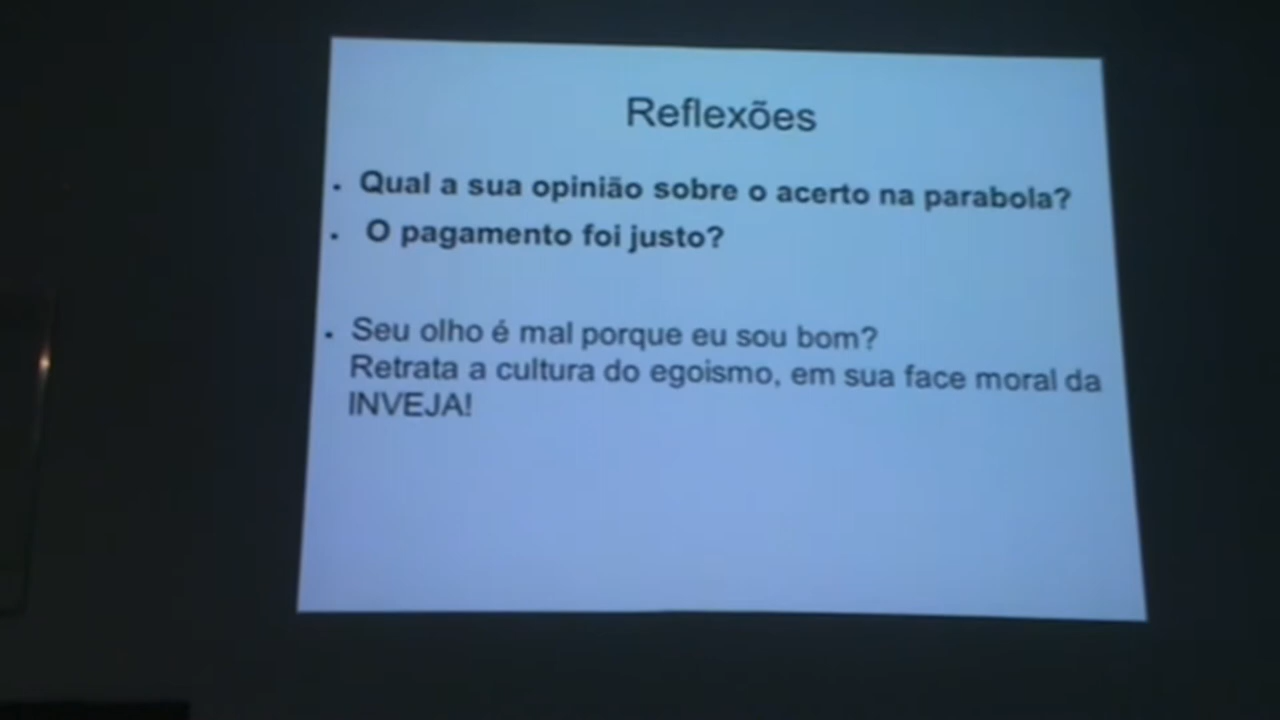 Reflexões
. Qual a sua opinião sobre o acerto na parabola?
. O pagamento foi justo?
. Seu olho é mal porque eu sou bom?
Retrata a cultura do egoismo, em sua face moral da
INVEJA!